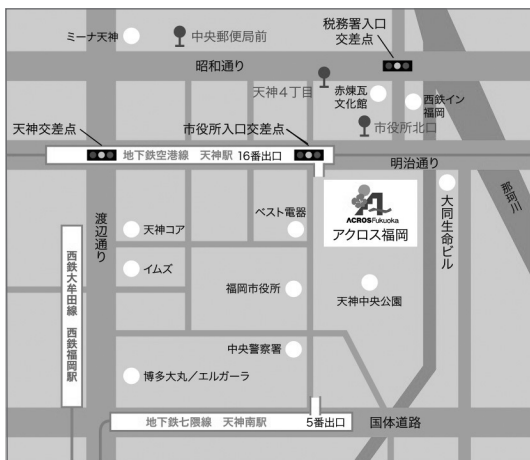 ミーナ天神
中央郵便局前
税務署入口
交差点
昭和通り
天神4丁目
赤煉瓦
文化館
西鉄イン
福岡
市役所北口
天神交差点
市役所入口交差点
地下鉄空港線 天神駅 16番出口
明治通り
那珂川
渡辺通り
天神コア
ベスト電器
ACROS Fukuoka
アクロス福岡
大同生命ビル
西鉄大牟田線 西鉄福岡駅
イムズ
福岡市役所
天神中央公園
中央警察署
博多大丸/エルガーラ
地下鉄七隈線 天神南駅 5番出口
国体道路